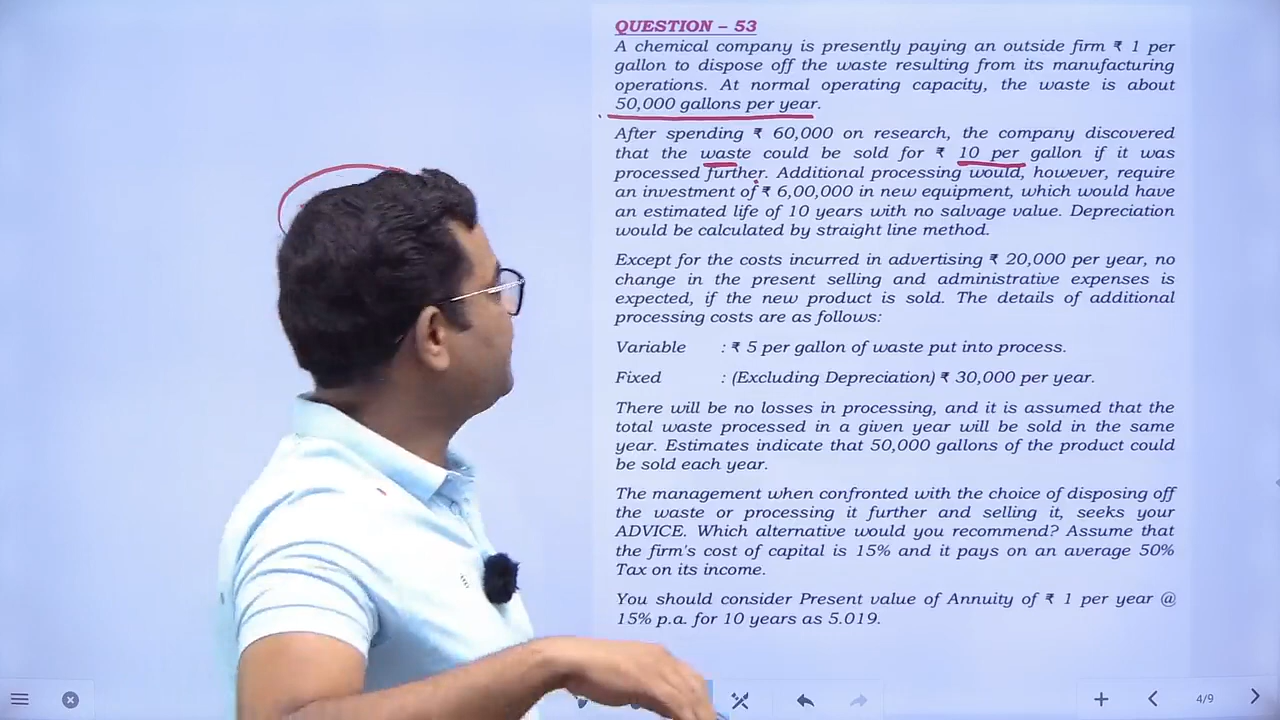 QUESTION – 53
A chemical company is presently paying an outside firm ₹ 1 per
gallon to dispose off the waste resulting from its manufacturing
operations. At normal operating capacity, the waste is about
50,000 gallons per year.
After spending ₹ 60,000 on research, the company discovered
that the waste could be sold for ₹ 10 per gallon if it was
processed further. Additional processing would, however, require
an investment of ₹ 6,00,000 in new equipment, which would have
an estimated life of 10 years with no salvage value. Depreciation
would be calculated by straight line method.
Except for the costs incurred in advertising ₹ 20,000 per year, no
change in the present selling and administrative expenses is
expected, if the new product is sold. The details of additional
processing costs are as follows:
Variable : ₹ 5 per gallon of waste put into process.
Fixed : (Excluding Depreciation) ₹ 30,000 per year.
There will be no losses in processing, and it is assumed that the
total waste processed in a given year will be sold in the same
year. Estimates indicate that 50,000 gallons of the product could
be sold each year.
The management when confronted with the choice of disposing off
the waste or processing it further and selling it, seeks your
ADVICE. Which alternative would you recommend? Assume that
the firm's cost of capital is 15% and it pays on an average 50%
Tax on its income.
You should consider Present value of Annuity of ₹ 1 per year @
15% p.a. for 10 years as 5.019.
4/9